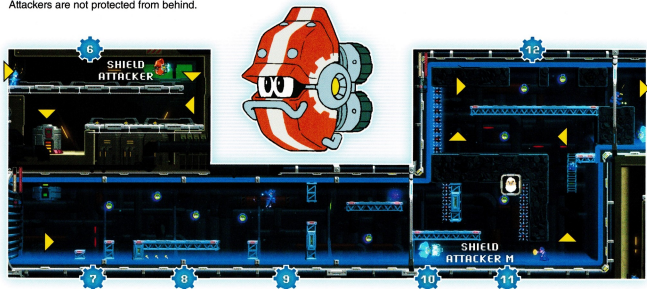 Attackers are not protected from behind.
6
SHIELD
ATTACKER
12
SHIELD
ATTACKER M
7
8
9
10
11